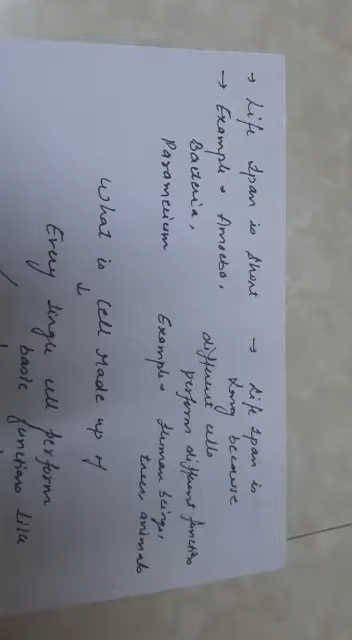 → Life span is short
→ Example → Amoeba,
Bacteria,
Paramecium
→ Life span is
long because
different cells
perform different functions
Example → Human beings,
trees, animals
What is cell made up of
↓
Every single cell perform
basic functions like